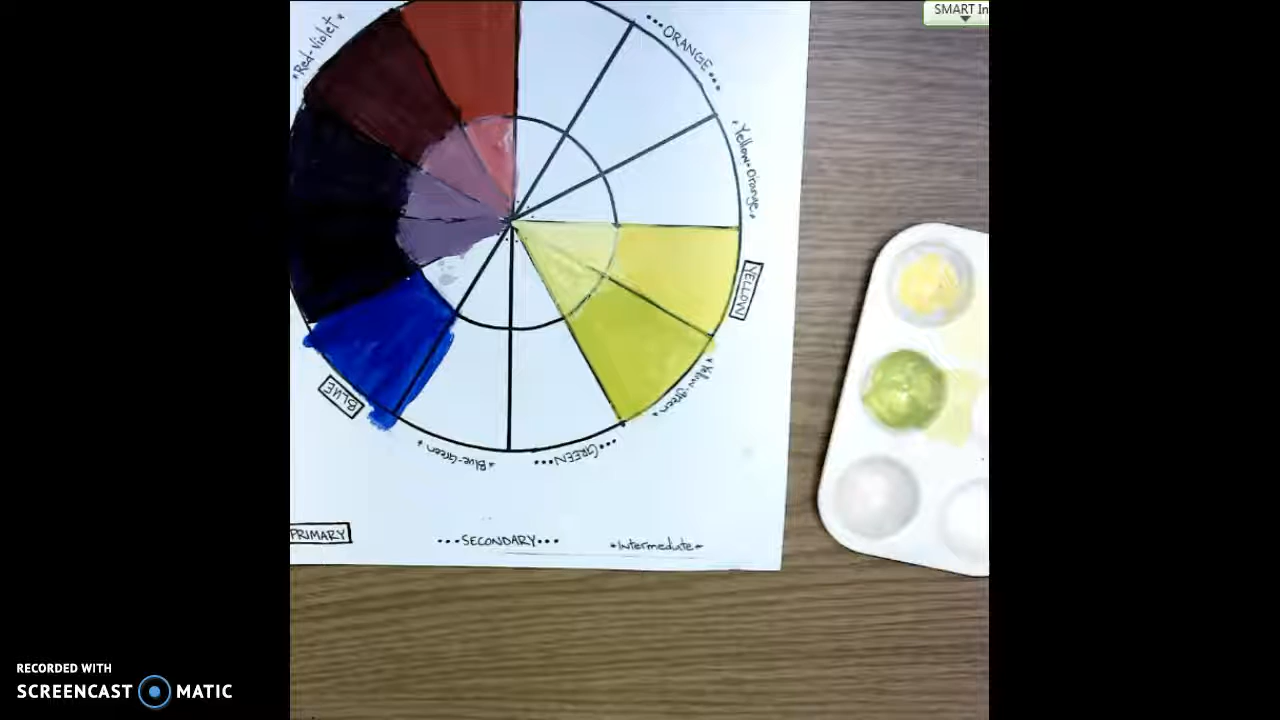 SMART In
*Red-Violet*
•••ORANGE•••
*Yellow-Orange*
YELLOW
*Yellow-green*
•••GREEN•••
*Blue-Green*
BLUE
PRIMARY
•••SECONDARY•••
*Intermediate*
RECORDED WITH
SCREENCAST MATIC